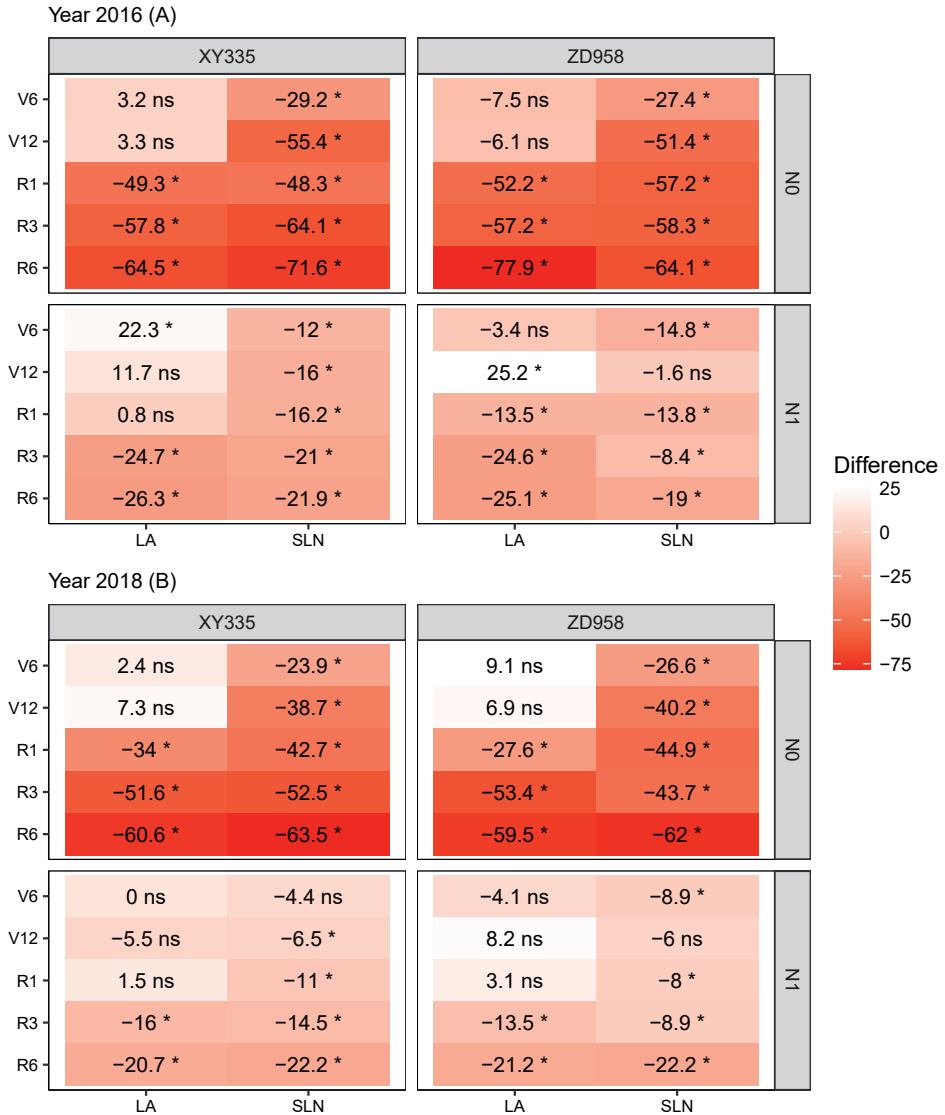 Year 2016 (A)
XY335 ZD958
V6 3.2 ns −29.2 * −7.5 ns −27.4 *
V12 3.3 ns −55.4 * −6.1 ns −51.4 *
R1 −49.3 * −48.3 * −52.2 * −57.2 * N0
R3 −57.8 * −64.1 * −57.2 * −58.3 *
R6 −64.5 * −71.6 * −77.9 * −64.1 *
V6 22.3 * −12 * −3.4 ns −14.8 *
V12 11.7 ns −16 * 25.2 * −1.6 ns
R1 0.8 ns −16.2 * −13.5 * −13.8 * N1
R3 −24.7 * −21 * −24.6 * −8.4 *
R6 −26.3 * −21.9 * −25.1 * −19 *
LA SLN LA SLN
Difference
25
0
−25
−50
−75
Year 2018 (B)
XY335 ZD958
V6 2.4 ns −23.9 * 9.1 ns −26.6 *
V12 7.3 ns −38.7 * 6.9 ns −40.2 *
R1 −34 * −42.7 * −27.6 * −44.9 * N0
R3 −51.6 * −52.5 * −53.4 * −43.7 *
R6 −60.6 * −63.5 * −59.5 * −62 *
V6 0 ns −4.4 ns −4.1 ns −8.9 *
V12 −5.5 ns −6.5 * 8.2 ns −6 ns
R1 1.5 ns −11 * 3.1 ns −8 * N1
R3 −16 * −14.5 * −13.5 * −8.9 *
R6 −20.7 * −22.2 * −21.2 * −22.2 *
LA SLN LA SLN